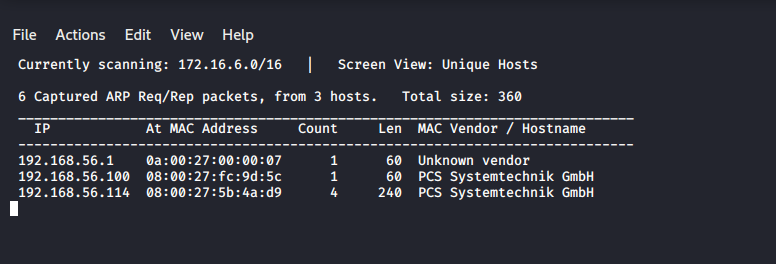 File Actions Edit View Help
Currently scanning: 172.16.6.0/16 | Screen View: Unique Hosts
6 Captured ARP Req/Rep packets, from 3 hosts. Total size: 360
_____________________________________________________________________________
IP At MAC Address Count Len MAC Vendor / Hostname
-----------------------------------------------------------------------------
192.168.56.1 0a:00:27:00:00:07 1 60 Unknown vendor
192.168.56.100 08:00:27:fc:9d:5c 1 60 PCS Systemtechnik GmbH
192.168.56.114 08:00:27:5b:4a:d9 4 240 PCS Systemtechnik GmbH